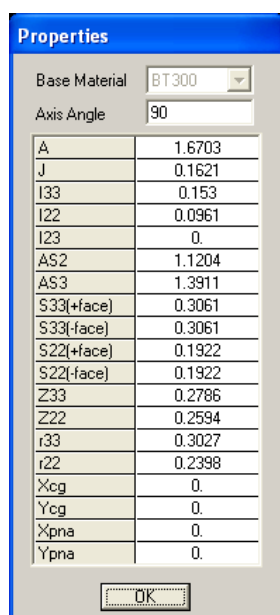 Properties
Base Material BT300
Axis Angle 90
A 1.6703
J 0.1621
I33 0.153
I22 0.0961
I23 0.
AS2 1.1204
AS3 1.3911
S33(+face) 0.3061
S33(-face) 0.3061
S22(+face) 0.1922
S22(-face) 0.1922
Z33 0.2786
Z22 0.2594
r33 0.3027
r22 0.2398
Xcg 0.
Ycg 0.
Xpna 0.
Ypna 0.
OK